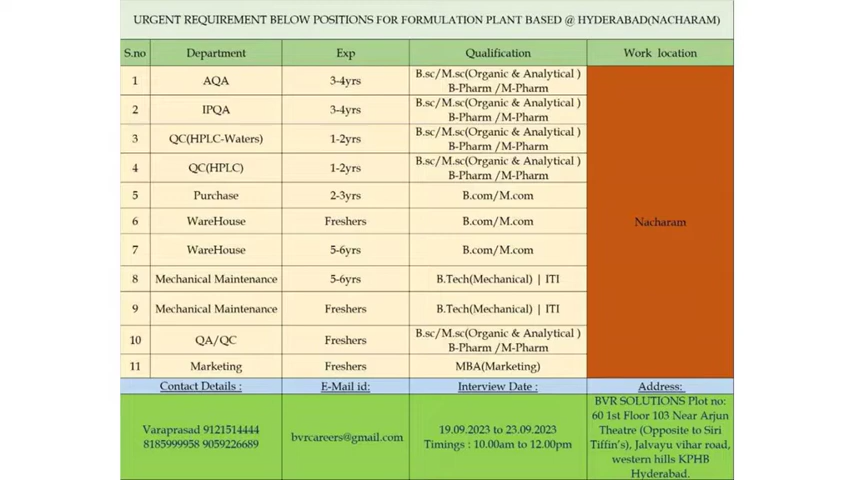 URGENT REQUIREMENT BELOW POSITIONS FOR FORMULATION PLANT BASED @ HYDERABAD(NACHARAM)
S.no Department Exp Qualification Work location
1 AQA 3-4yrs B.sc/M.sc(Organic & Analytical )
B-Pharm /M-Pharm
2 IPQA 3-4yrs B.sc/M.sc(Organic & Analytical )
B-Pharm /M-Pharm
3 QC(HPLC-Waters) 1-2yrs B.sc/M.sc(Organic & Analytical )
B-Pharm /M-Pharm
4 QC(HPLC) 1-2yrs B.sc/M.sc(Organic & Analytical )
B-Pharm /M-Pharm
5 Purchase 2-3yrs B.com/M.com
6 WareHouse Freshers B.com/M.com Nacharam
7 WareHouse 5-6yrs B.com/M.com
8 Mechanical Maintenance 5-6yrs B.Tech(Mechanical) | ITI
9 Mechanical Maintenance Freshers B.Tech(Mechanical) | ITI
10 QA/QC Freshers B.sc/M.sc(Organic & Analytical )
B-Pharm /M-Pharm
11 Marketing Freshers MBA(Marketing)
Contact Details : E-Mail id: Interview Date : Address:
Varaprasad 9121514444
8185999958 9059226689
bvrcareers@gmail.com
19.09.2023 to 23.09.2023
Timings : 10.00am to 12.00pm
BVR SOLUTIONS Plot no:
60 1st Floor 103 Near Arjun
Theatre (Opposite to Siri
Tiffin's), Jalvayu vihar road,
western hills KPHB
Hyderabad.